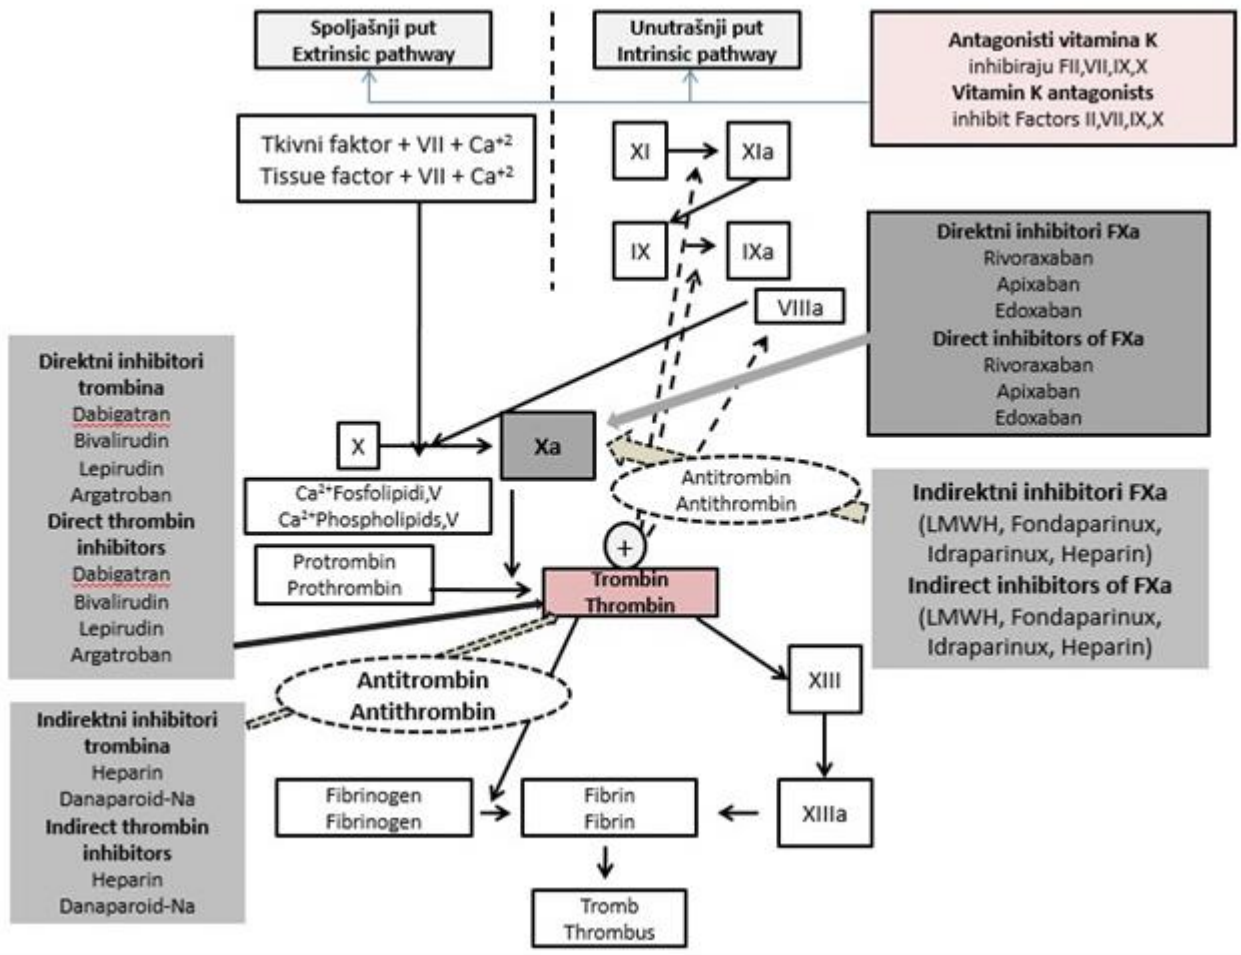 Spoljašnji put
Extrinsic pathway
Unutrašnji put
Intrinsic pathway
Antagonisti vitamina K
inhibiraju FII,VII,IX,X
Vitamin K antagonists
inhibit Factors II,VII,IX,X
Tkivni faktor + VII + Ca⁺²
Tissue factor + VII + Ca⁺²
XI
XIa
IX
IXa
VIIIa
Direktni inhibitori FXa
Rivoraxaban
Apixaban
Edoxaban
Direct inhibitors of FXa
Rivoraxaban
Apixaban
Edoxaban
Direktni inhibitori
trombina
Dabigatran
Bivalirudin
Lepirudin
Argatroban
Direct thrombin
inhibitors
Dabigatran
Bivalirudin
Lepirudin
Argatroban
X
Xa
Ca²⁺Fosfolipidi,V
Ca²⁺Phospholipids,V
Antitrombin
Antithrombin
Indirektni inhibitori FXa
(LMWH, Fondaparinux,
Idraparinux, Heparin)
Indirect inhibitors of FXa
(LMWH, Fondaparinux,
Idraparinux, Heparin)
Protrombin
Prothrombin
+
Trombin
Thrombin
Antitrombin
Antithrombin
XIII
Indirektni inhibitori
trombina
Heparin
Danaparoid-Na
Indirect thrombin
inhibitors
Heparin
Danaparoid-Na
Fibrinogen
Fibrinogen
Fibrin
Fibrin
XIIIa
Tromb
Thrombus